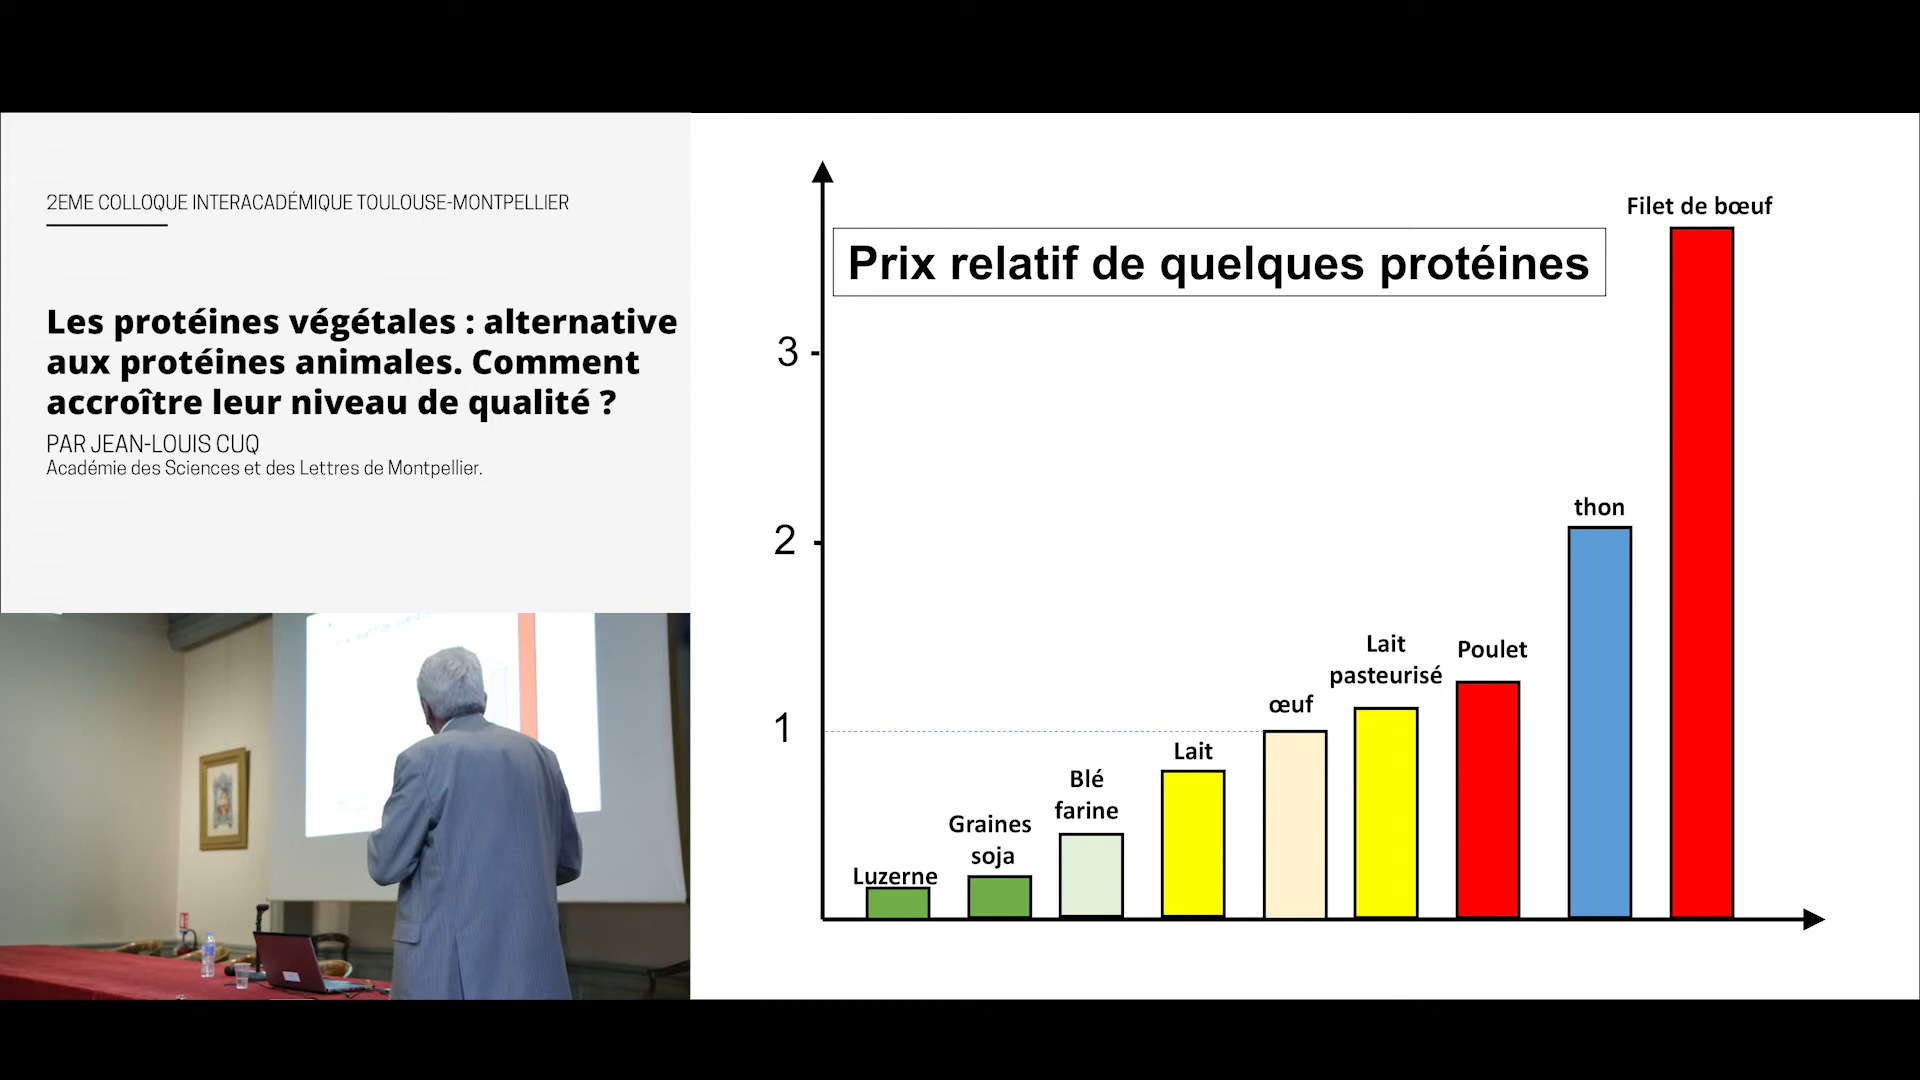 2EME COLLOQUE INTERACADÉMIQUE TOULOUSE-MONTPELLIER
Les protéines végétales : alternative
aux protéines animales. Comment
accroître leur niveau de qualité ?
PAR JEAN-LOUIS CUQ
Académie des Sciences et des Lettres de Montpellier.
Prix relatif de quelques protéines
3
2
1
Luzerne
Graines
soja
Blé
farine
Lait
œuf
Lait
pasteurisé
Poulet
thon
Filet de bœuf